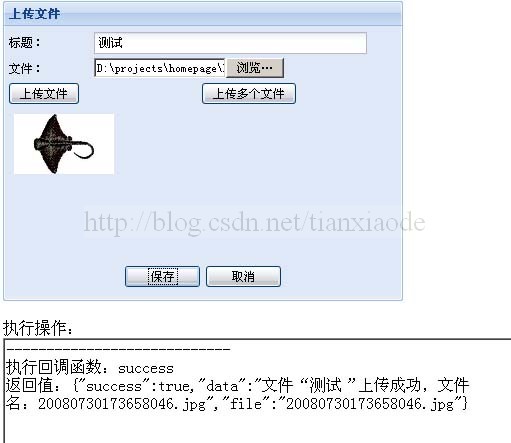 上传文件
标题：
测试
文件：
D:\projects\homepage\
浏览…
上传文件
上传多个文件
http://blog.csdn.net/tianxiaode
保存
取消
执行操作：
----------------------------
执行回调函数：success
返回值：{"success":true,"data":"文件“测试 ”上传成功，文件
名：20080730173658046.jpg","file":"20080730173658046.jpg"}